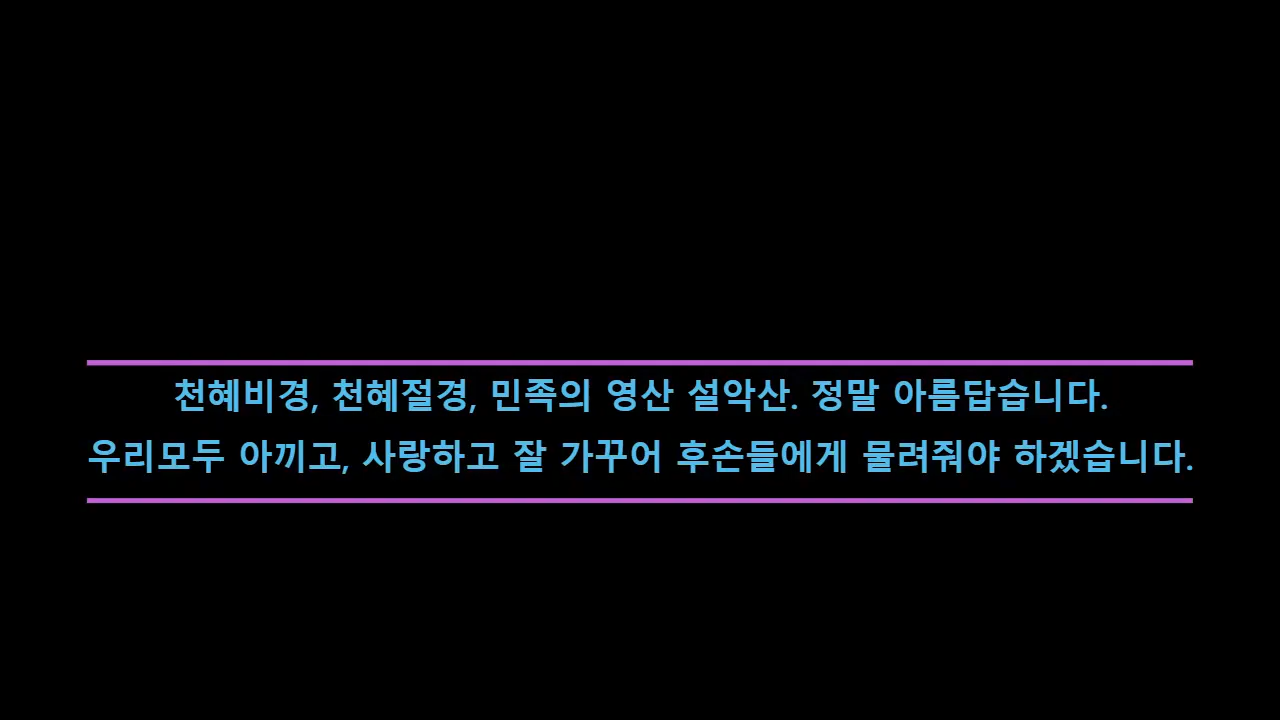 천혜비경, 천혜절경, 민족의 영산 설악산. 정말 아름답습니다.
우리모두 아끼고, 사랑하고 잘 가꾸어 후손들에게 물려줘야 하겠습니다.